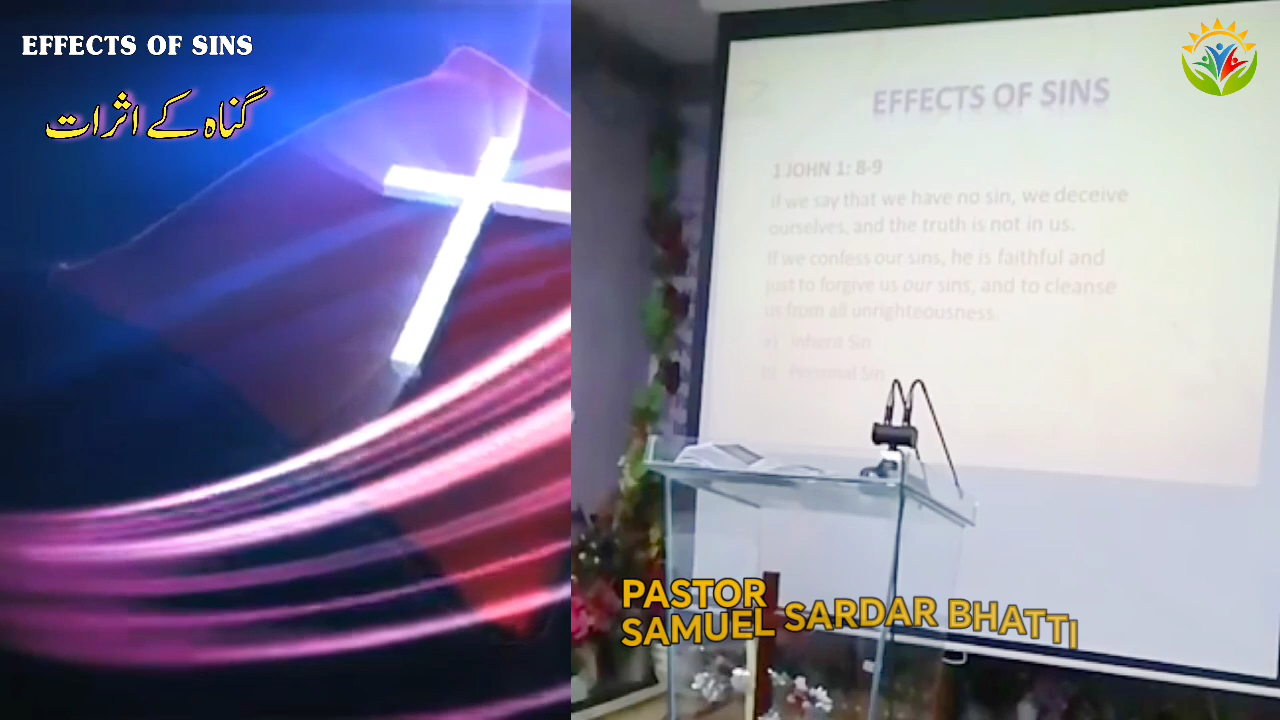 EFFECTS OF SINS
گناہ کے اثرات
EFFECTS OF SINS
1 JOHN 1: 8-9
If we say that we have no sin, we deceive
ourselves, and the truth is not in us.
If we confess our sins, he is faithful and
just to forgive us our sins, and to cleanse
us from all unrighteousness.
a) Inherit Sin
b) Personal Sin
PASTOR
SAMUEL SARDAR BHATTI